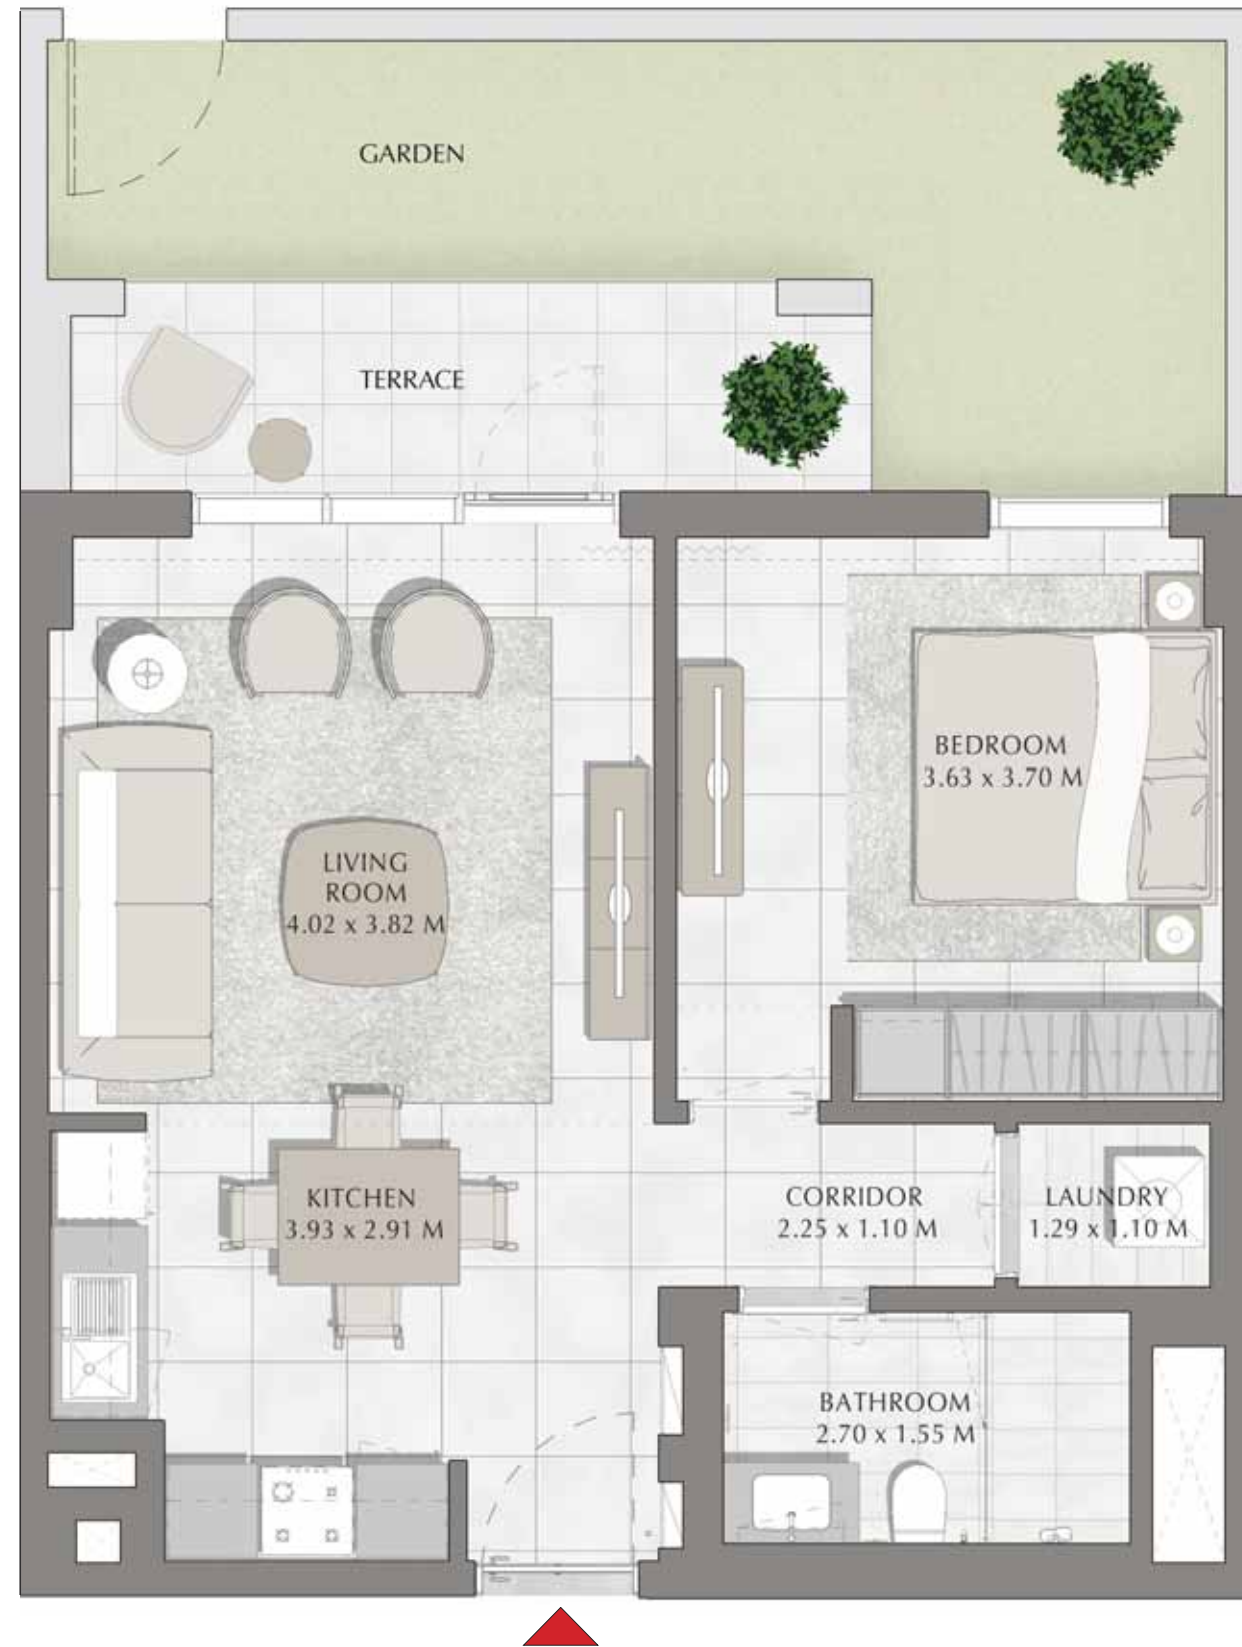 GARDEN
TERRACE
BEDROOM
3.63 x 3.70 M
LIVING
ROOM
4.02 x 3.82 M
KITCHEN
3.93 x 2.91 M
CORRIDOR
2.25 x 1.10 M
LAUNDRY
1.29 x 1.10 M
BATHROOM
2.70 x 1.55 M